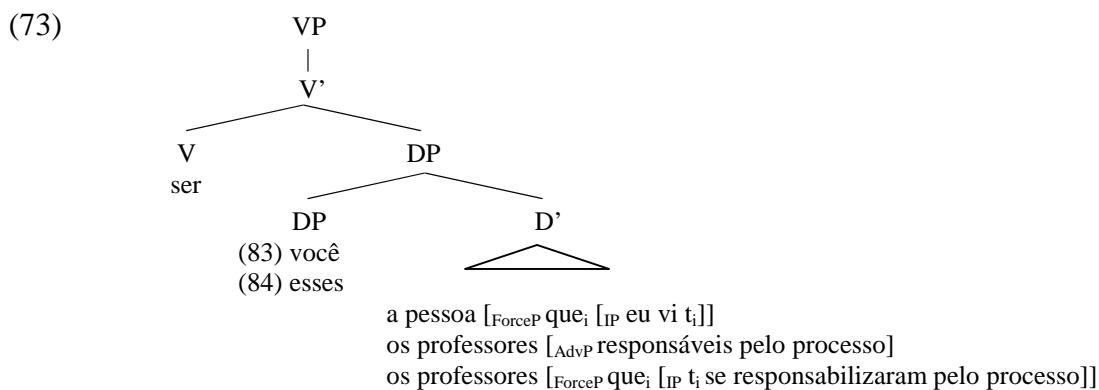 (73) VP
V’
V DP
ser
DP D’
(83) você
(84) esses
a pessoa [ForceP quei [IP eu vi ti]]
os professores [AdvP responsáveis pelo processo]
os professores [ForceP quei [IP ti se responsabilizaram pelo processo]]